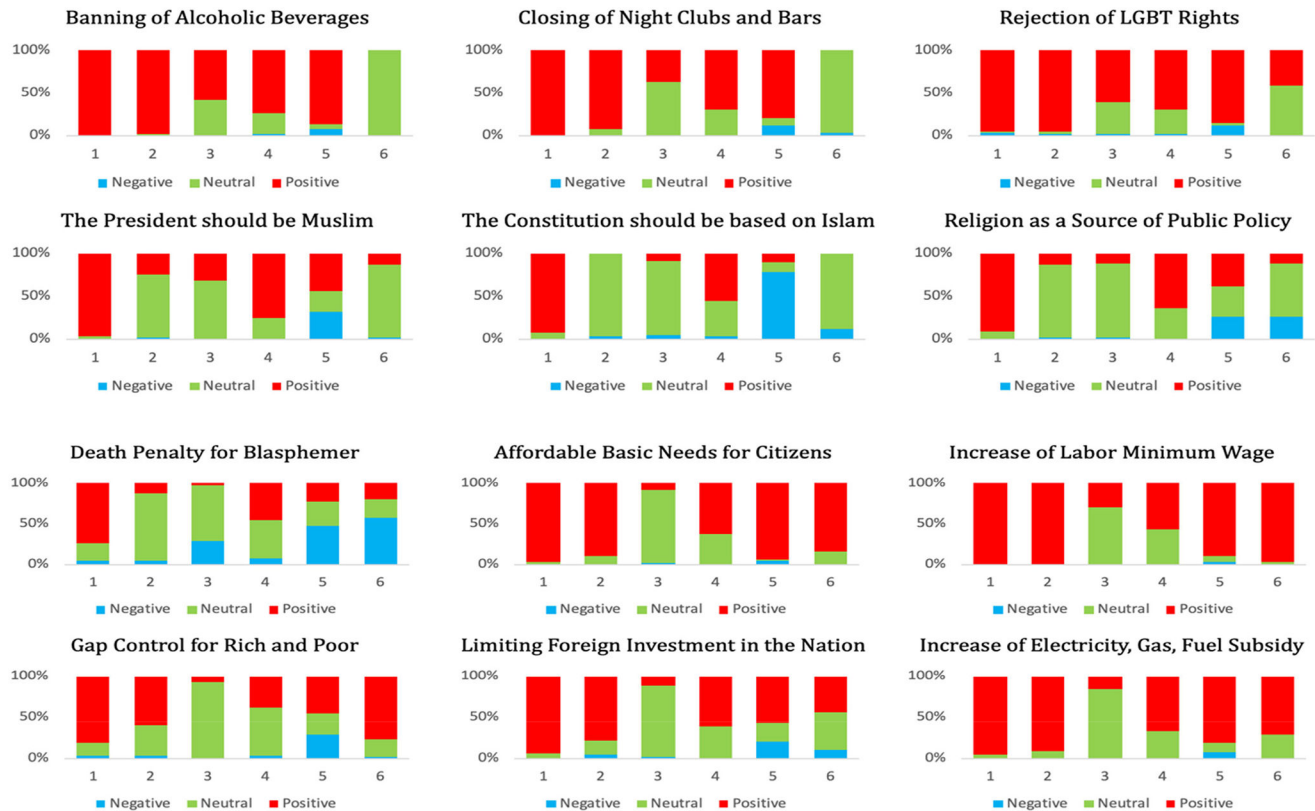 Banning of Alcoholic Beverages
Closing of Night Clubs and Bars
Rejection of LGBT Rights
100%
50%
0%
1 2 3 4 5 6
Negative Neutral Positive
100%
50%
0%
1 2 3 4 5 6
Negative Neutral Positive
100%
50%
0%
1 2 3 4 5 6
Negative Neutral Positive
The President should be Muslim
The Constitution should be based on Islam
Religion as a Source of Public Policy
100%
50%
0%
1 2 3 4 5 6
Negative Neutral Positive
100%
50%
0%
1 2 3 4 5 6
Negative Neutral Positive
100%
50%
0%
1 2 3 4 5 6
Negative Neutral Positive
Death Penalty for Blasphemer
Affordable Basic Needs for Citizens
Increase of Labor Minimum Wage
100%
50%
0%
1 2 3 4 5 6
Negative Neutral Positive
100%
50%
0%
1 2 3 4 5 6
Negative Neutral Positive
100%
50%
0%
1 2 3 4 5 6
Negative Neutral Positive
Gap Control for Rich and Poor
Limiting Foreign Investment in the Nation
Increase of Electricity, Gas, Fuel Subsidy
100%
50%
0%
1 2 3 4 5 6
Negative Neutral Positive
100%
50%
0%
1 2 3 4 5 6
Negative Neutral Positive
100%
50%
0%
1 2 3 4 5 6
Negative Neutral Positive